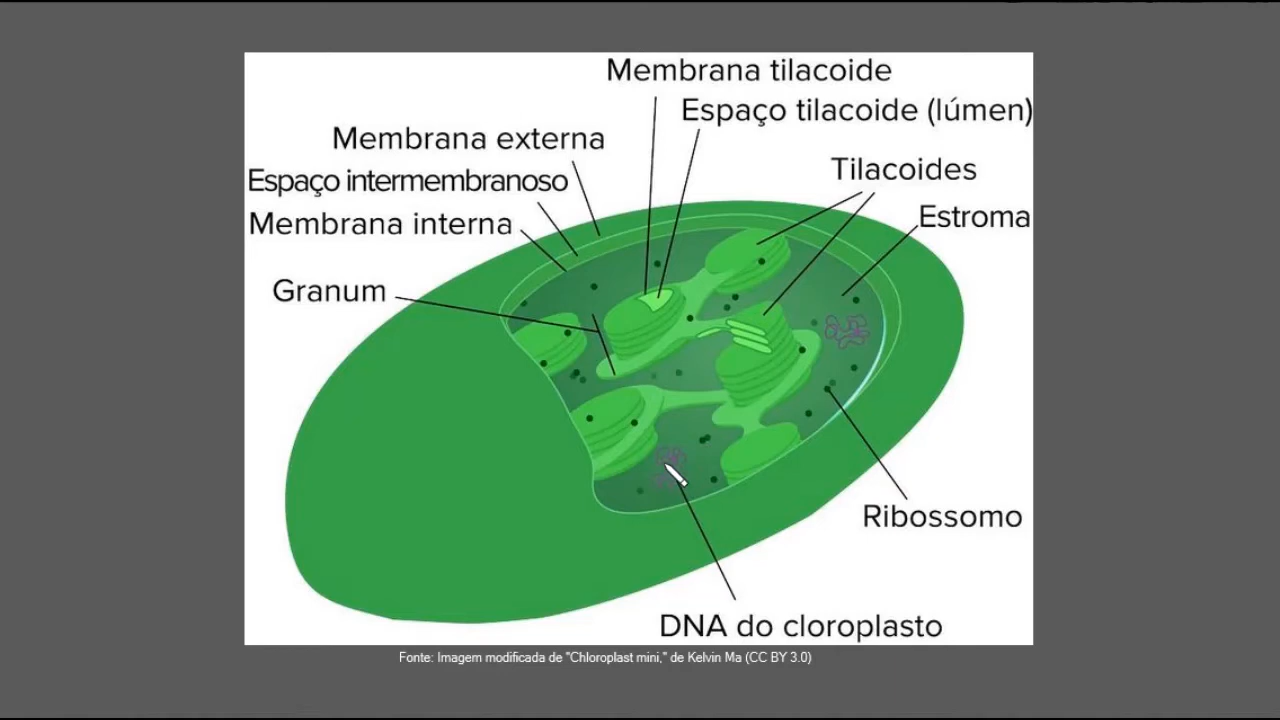 Membrana tilacoide
Espaço tilacoide (lúmen)
Membrana externa
Tilacoides
Espaço intermembranoso
Estroma
Membrana interna
Granum
Ribossomo
DNA do cloroplasto
Fonte: Imagem modificada de "Chloroplast mini," de Kelvin Ma (CC BY 3.0)